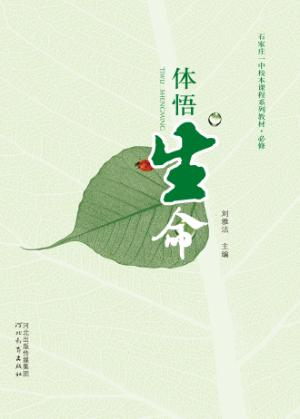 石家庄一中校本课程系列教材·必修
体悟
TIWU SHENGMING
生命
刘雅洁 主编
河北出版传媒集团
河北教育出版社